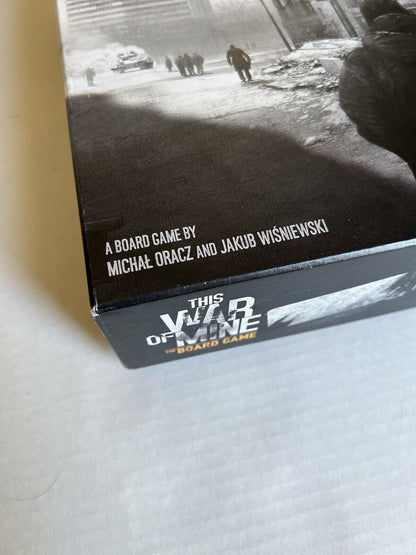 A BOARD GAME BY
MICHAŁ ORACZ AND JAKUB WIŚNIEWSKI
THIS
WAR
OF MINE
THE BOARD GAME